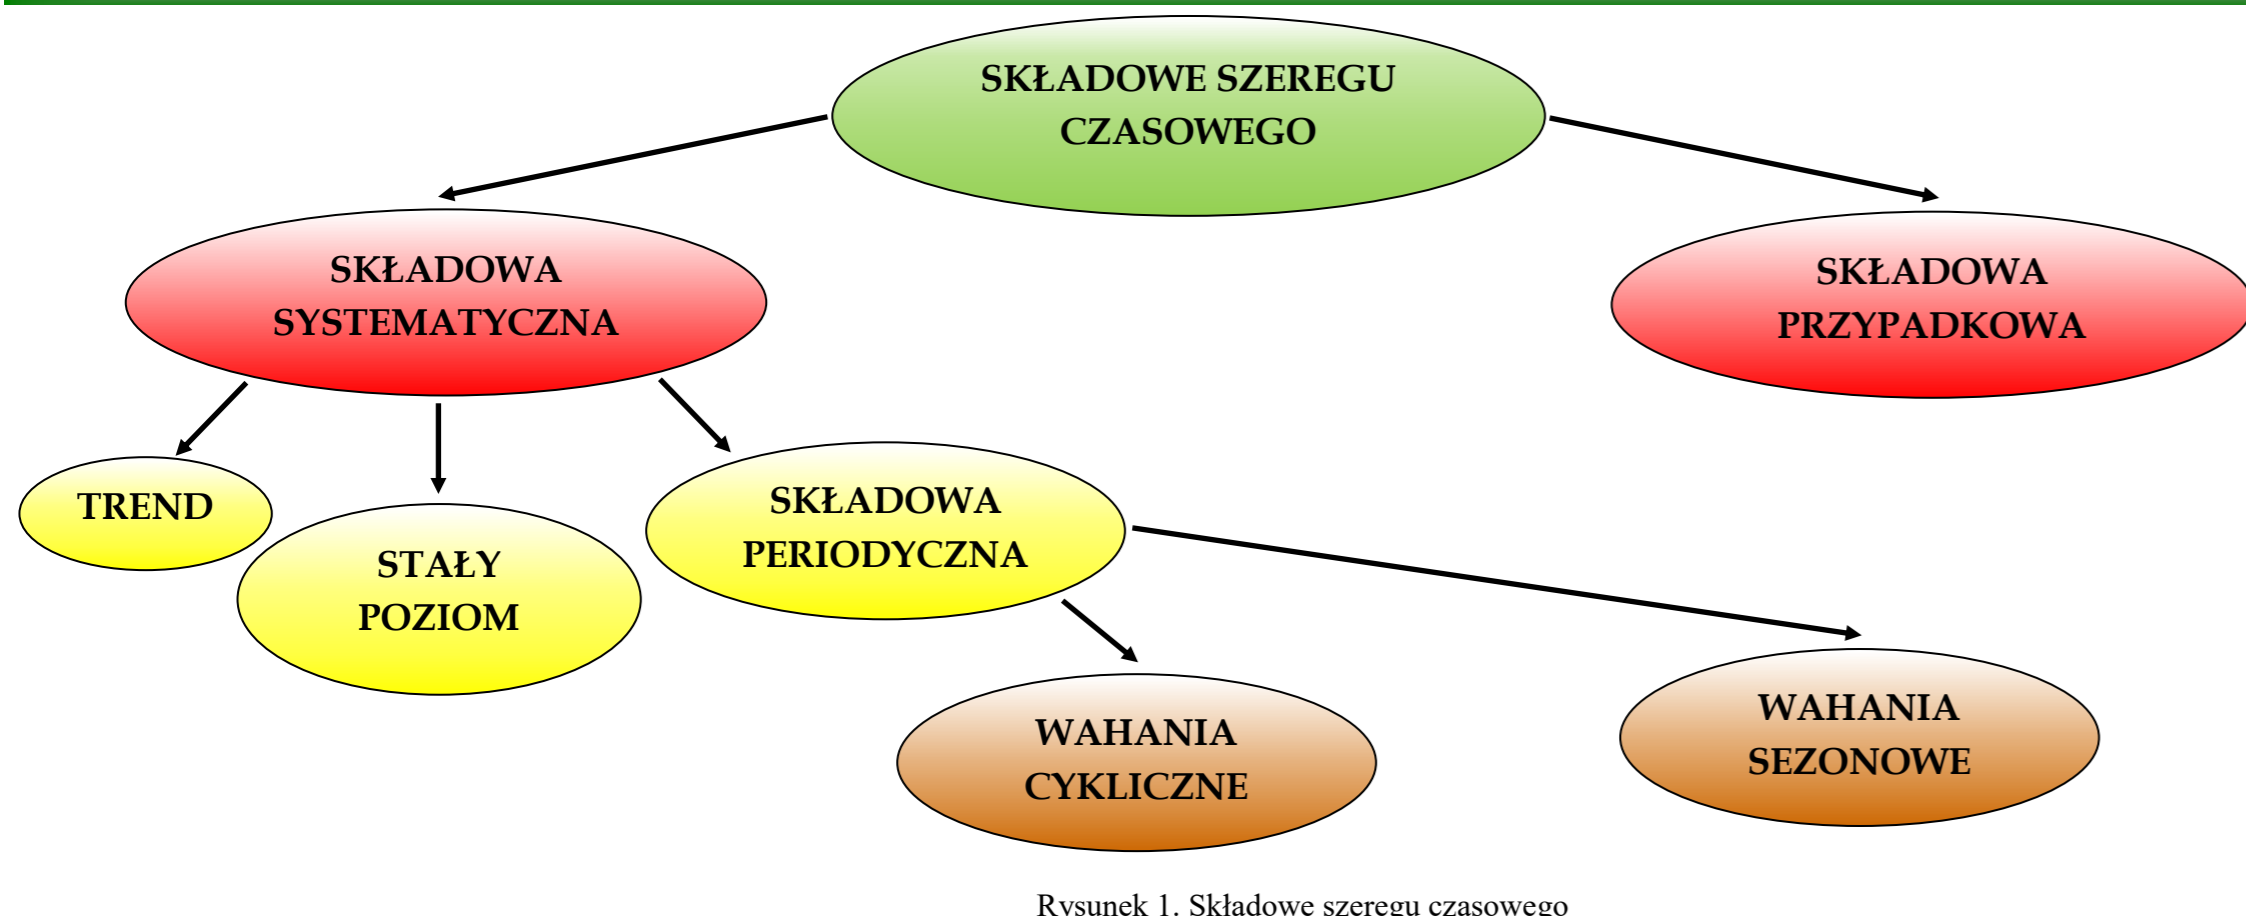 SKŁADOWE SZEREGU
CZASOWEGO
SKŁADOWA
SYSTEMATYCZNA
SKŁADOWA
PRZYPADKOWA
TREND
STAŁY
POZIOM
SKŁADOWA
PERIODYCZNA
WAHANIA
CYKLICZNE
WAHANIA
SEZONOWE
Rysunek 1. Składowe szeregu czasowego